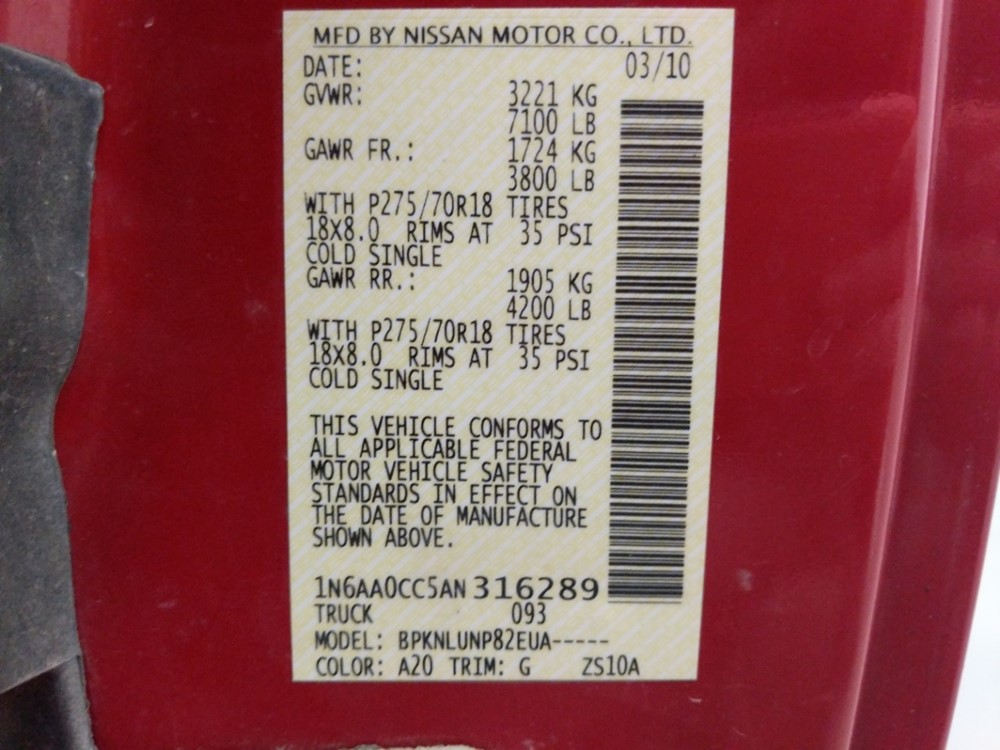 MFD BY NISSAN MOTOR CO., LTD.
DATE: 03/10
GVWR: 3221 KG
7100 LB
GAWR FR.: 1724 KG
3800 LB
WITH P275/70R18 TIRES
18X8.0 RIMS AT 35 PSI
COLD SINGLE
GAWR RR.: 1905 KG
4200 LB
WITH P275/70R18 TIRES
18X8.0 RIMS AT 35 PSI
COLD SINGLE
THIS VEHICLE CONFORMS TO
ALL APPLICABLE FEDERAL
MOTOR VEHICLE SAFETY
STANDARDS IN EFFECT ON
THE DATE OF MANUFACTURE
SHOWN ABOVE.
1N6AA0CC5AN316289
TRUCK 093
MODEL: BPKNLUNP82EUA-----
COLOR: A20 TRIM: G ZS10A